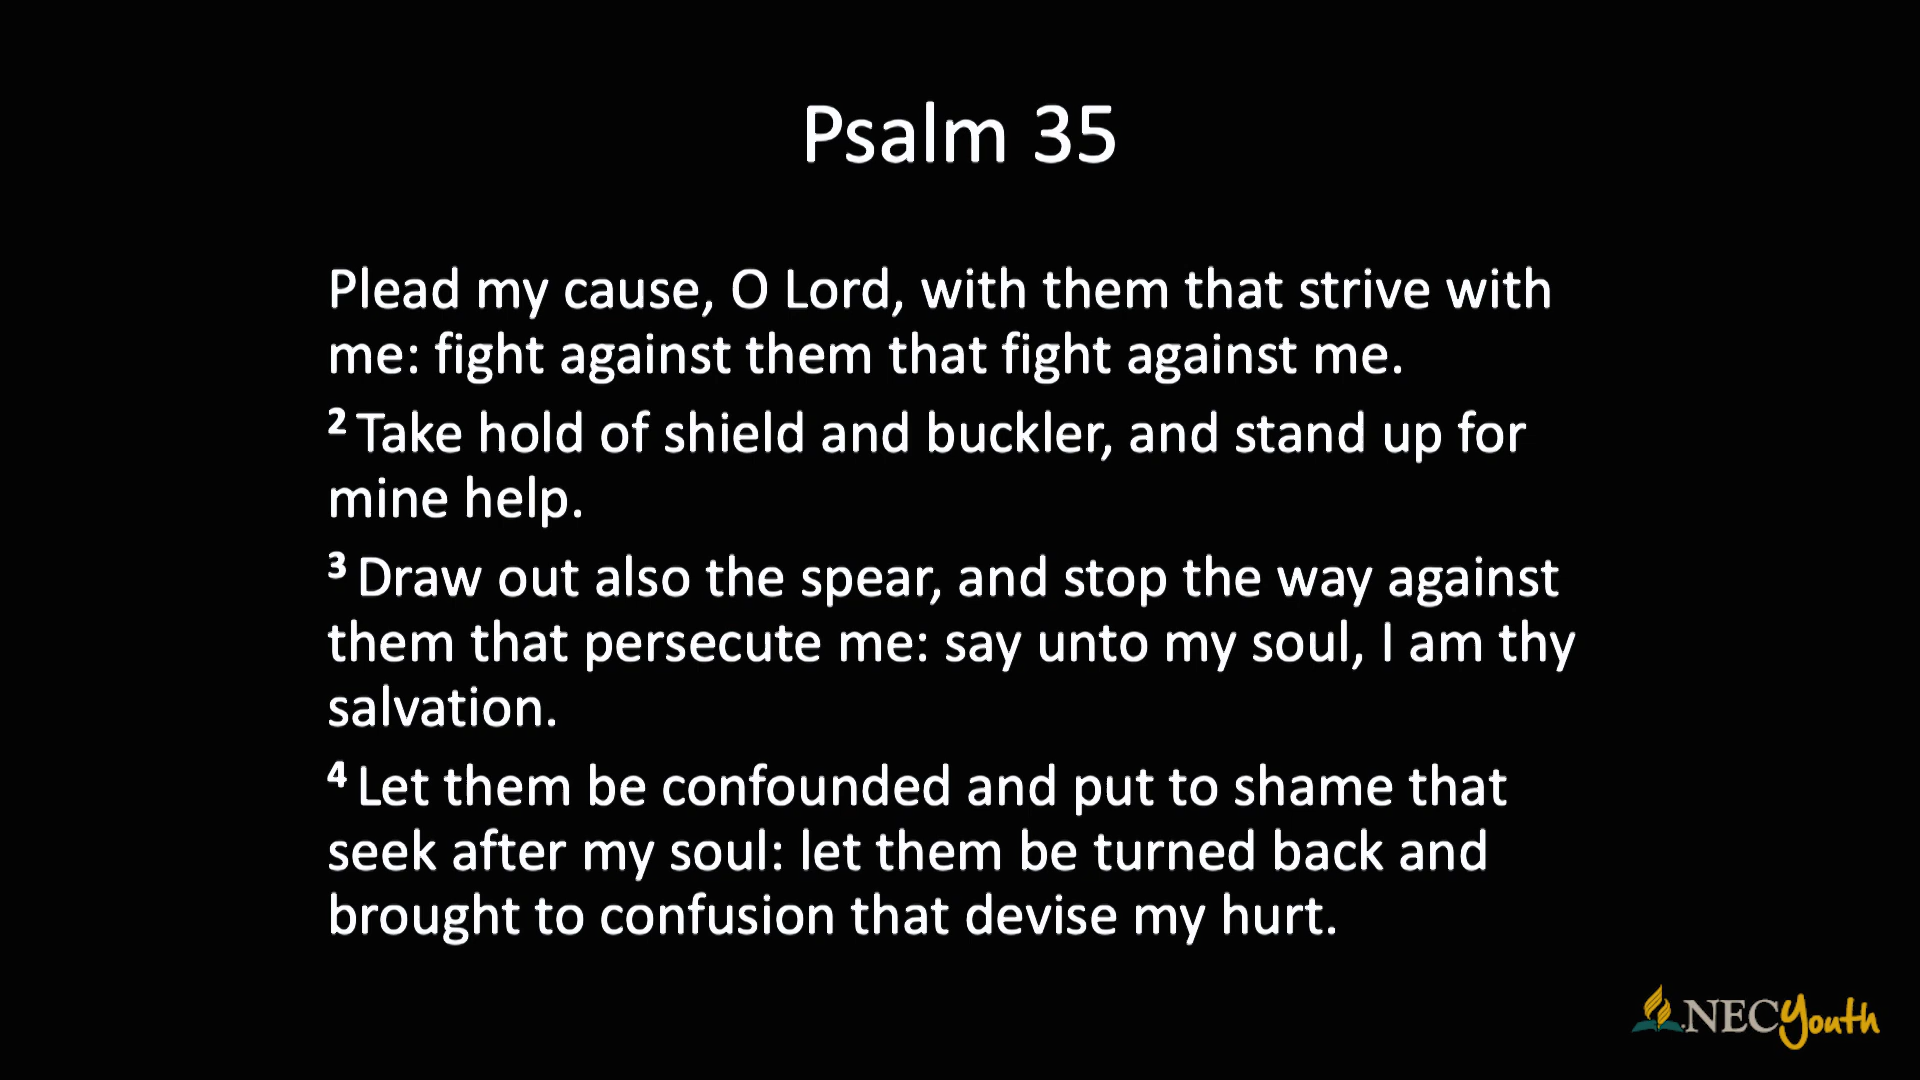 Psalm 35
Plead my cause, O Lord, with them that strive with
me: fight against them that fight against me.
2 Take hold of shield and buckler, and stand up for
mine help.
3 Draw out also the spear, and stop the way against
them that persecute me: say unto my soul, I am thy
salvation.
4 Let them be confounded and put to shame that
seek after my soul: let them be turned back and
brought to confusion that devise my hurt.
NECYouth